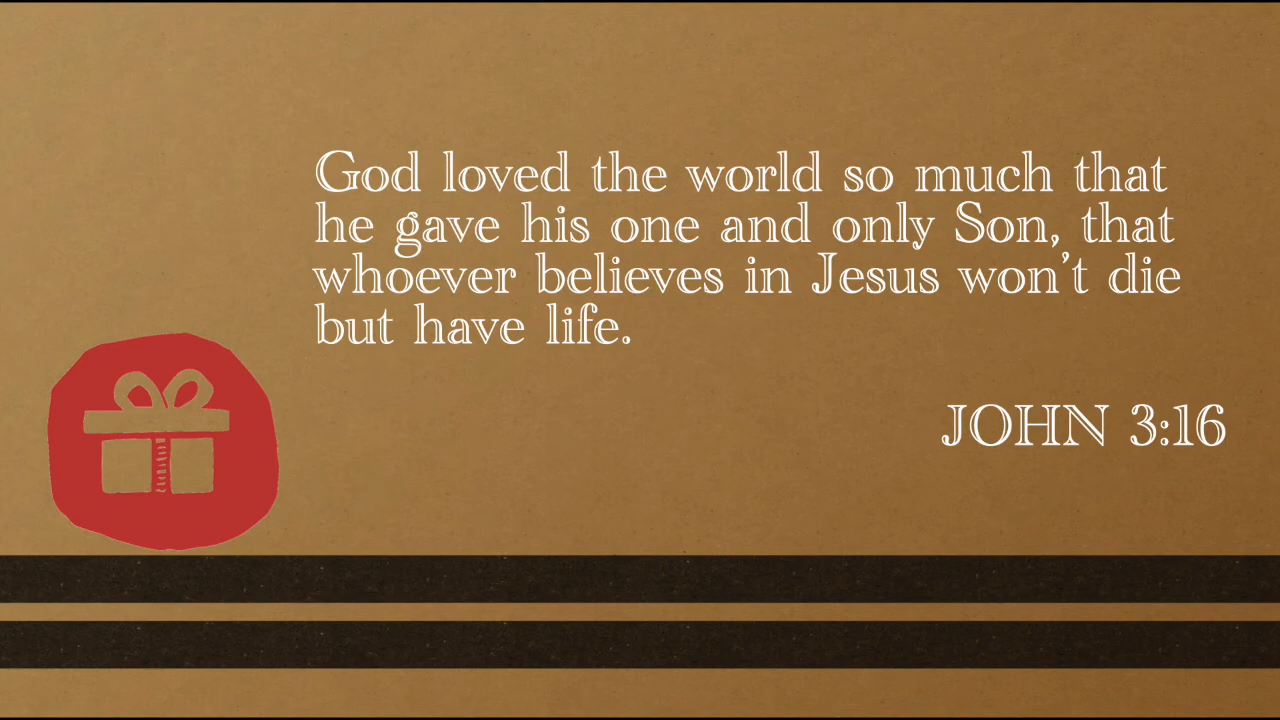 God loved the world so much that
he gave his one and only Son, that
whoever believes in Jesus won't die
but have life.
JOHN 3:16